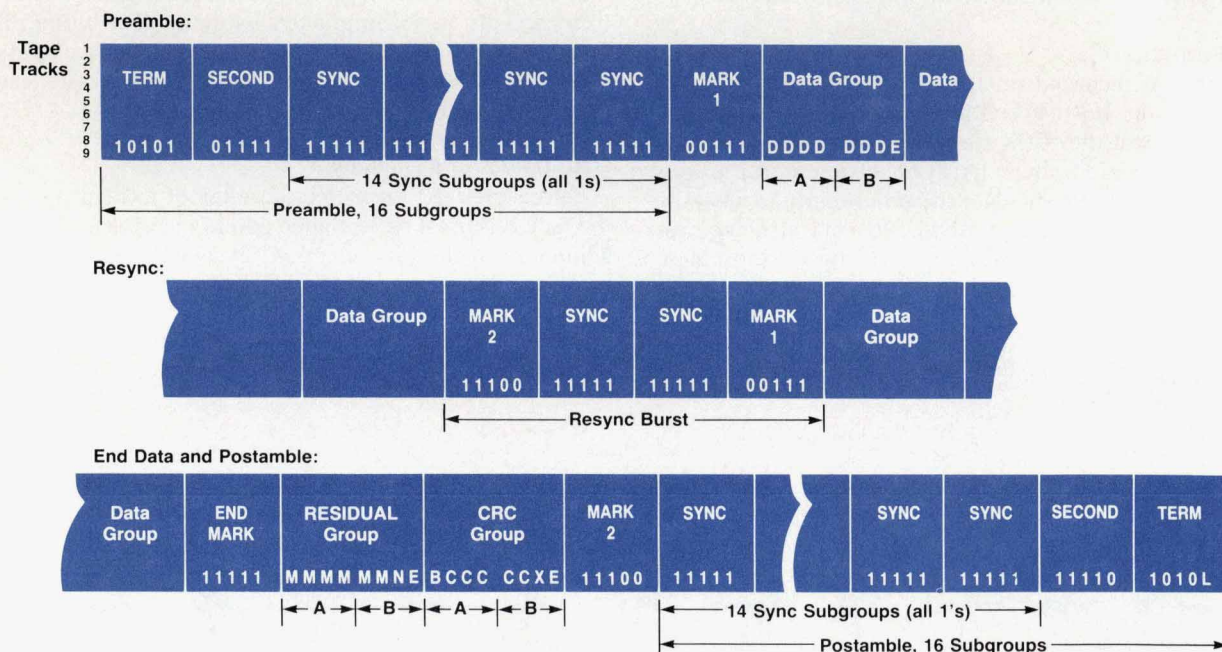 Preamble:
Tape Tracks
1
2
3
4
5
6
7
8
9
TERM SECOND SYNC SYNC SYNC MARK 1 Data Group Data
10101 01111 11111 111 11 11111 11111 00111 DDDD DDDE
14 Sync Subgroups (all 1s) A B
Preamble, 16 Subgroups
Resync:
Data Group MARK 2 SYNC SYNC MARK 1 Data Group
11100 11111 11111 00111
Resync Burst
End Data and Postamble:
Data Group END MARK RESIDUAL Group CRC Group MARK 2 SYNC SYNC SYNC SECOND TERM
11111 MMMM MMNE BCCC CCXE 11100 11111 11111 11111 11110 1010L
A B A B 14 Sync Subgroups (all 1's)
Postamble, 16 Subgroups